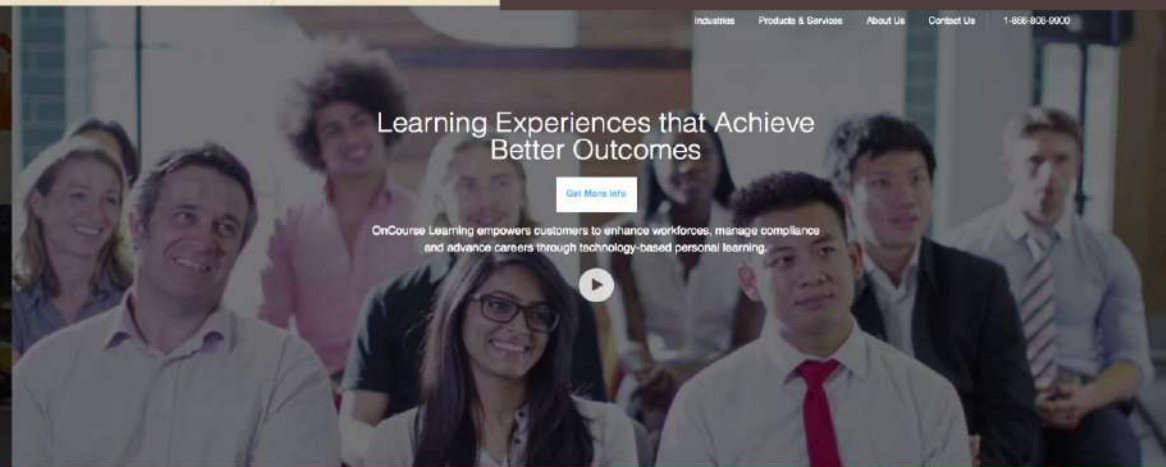 Industries Products & Services About Us Contact Us 1-866-806-9900
Learning Experiences that Achieve
Better Outcomes
Get More Info
OnCourse Learning empowers customers to enhance workforces, manage compliance
and advance careers through technology-based personal learning.